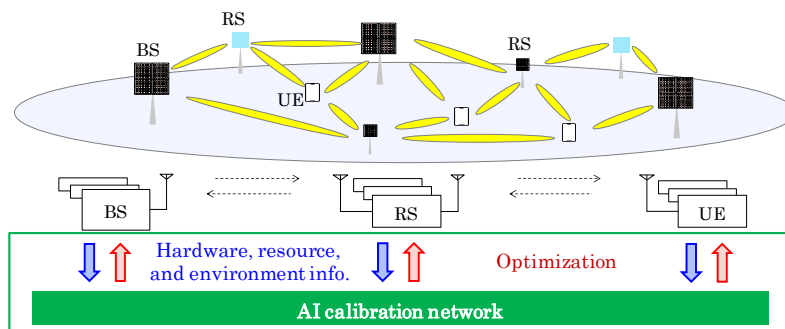 RS
BS
RS
UE
BS
RS
UE
Hardware, resource,
and environment info.
Optimization
AI calibration network